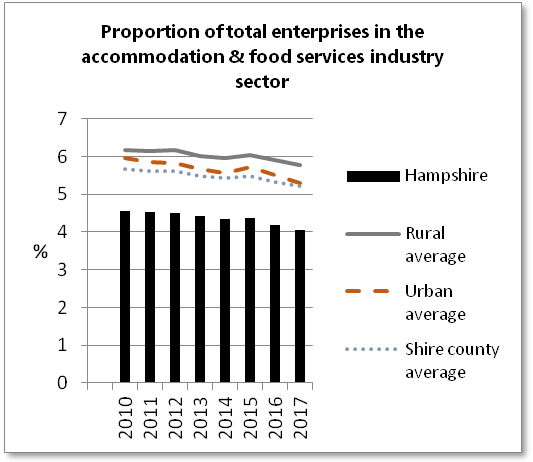 Proportion of total enterprises in the
accommodation & food services industry
sector
7
6
5
4
3
2
1
0
%
2010
2011
2012
2013
2014
2015
2016
2017
Hampshire
Rural
average
Urban
average
Shire county
average